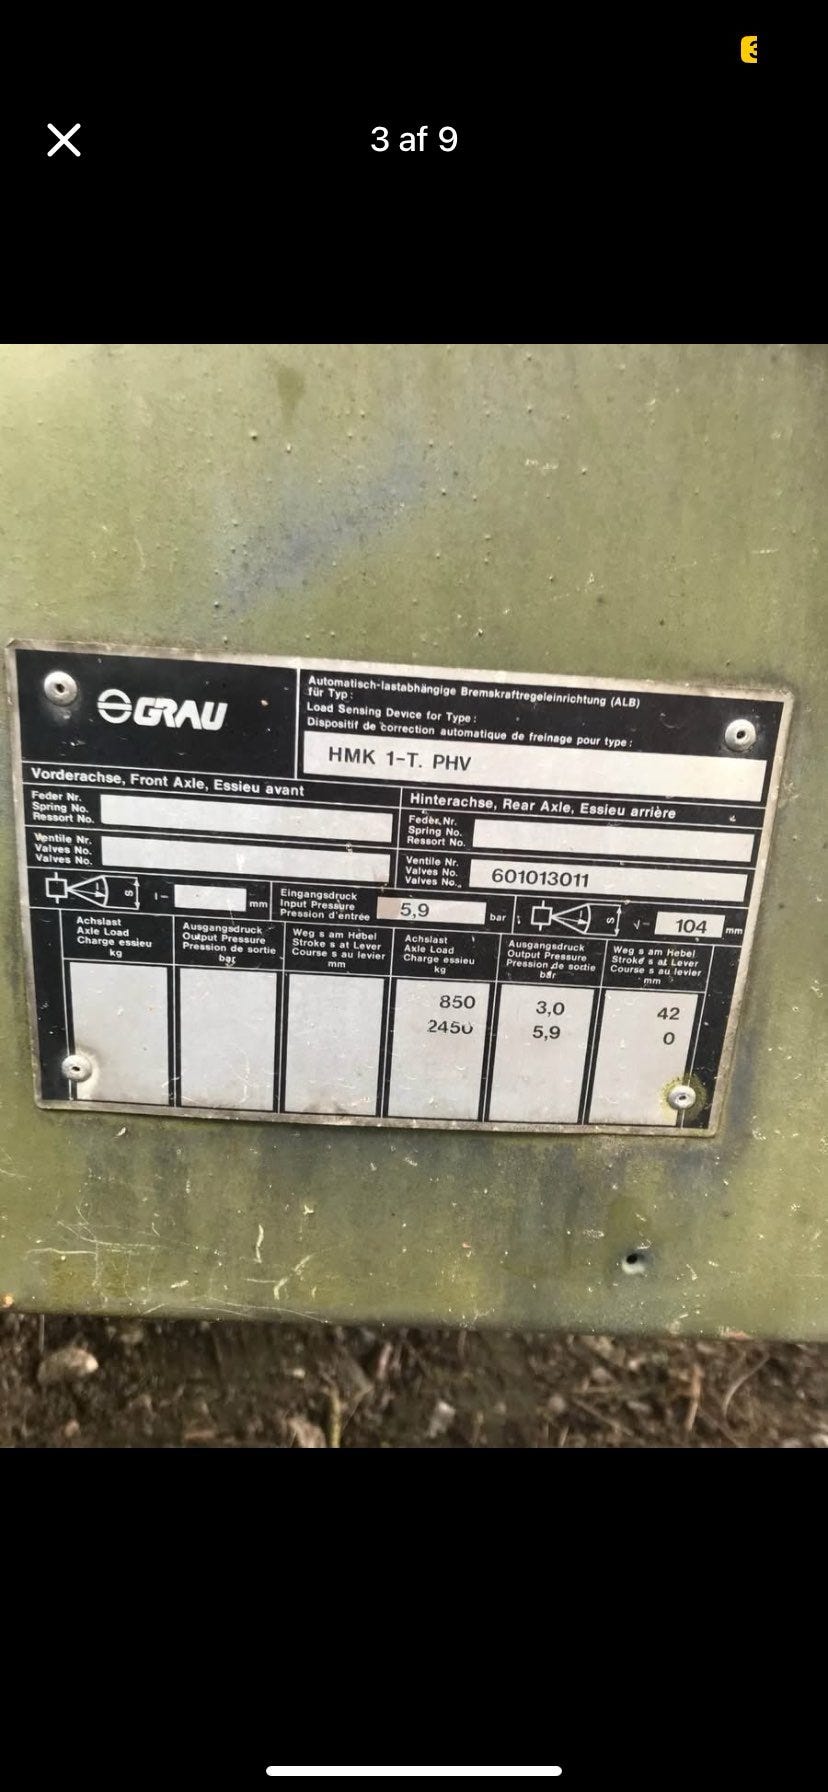 3 af 9
GRAU
Automatisch-lastabhängige Bremskraftregeleinrichtung (ALB)
für Typ:
Load Sensing Device for Type:
Dispositif de correction automatique de freinage pour type:
HMK 1-T. PHV
Vorderachse, Front Axle, Essieu avant
Feder Nr.
Spring No.
Ressort No.
Ventile Nr.
Valves No.
Valves No.
Hinterachse, Rear Axle, Essieu arrière
Feder Nr.
Spring No.
Ressort No.
Ventile Nr.
Valves No.
Valves No.
601013011
s
mm
Eingangsdruck
Input Pressure
Pression d'entrée
5,9
bar
s
104
mm
Achslast
Axle Load
Charge essieu
kg
Ausgangsdruck
Output Pressure
Pression de sortie
bar
Weg s am Hebel
Stroke s at Lever
Course s au levier
mm
Achslast
Axle Load
Charge essieu
kg
Ausgangsdruck
Output Pressure
Pression de sortie
bar
Weg s am Hebel
Stroke s at Lever
Course s au levier
mm
850 3,0 42
2450 5,9 0